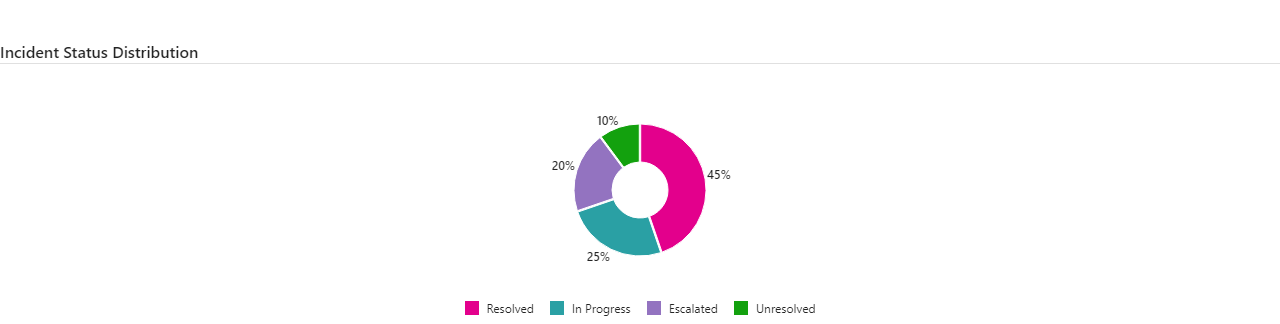 Incident Status Distribution
10%
20%
45%
25%
Resolved In Progress Escalated Unresolved